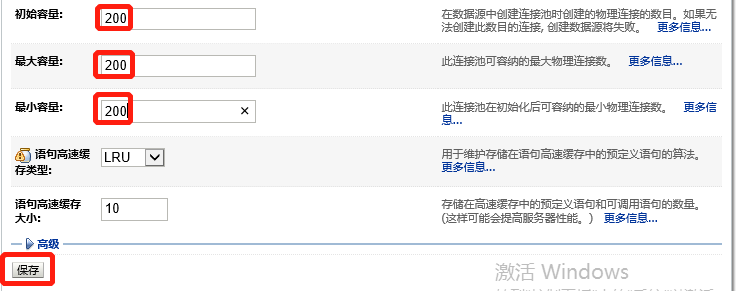 初始容量:
200
在数据源中创建连接池时创建的物理连接的数目。如果无
法创建此数目的连接, 创建数据源将失败。 更多信息...
最大容量:
200
此连接池可容纳的最大物理连接数。 更多信息...
最小容量:
200
此连接池在初始化后可容纳的最小物理连接数。 更多信
息...
语句高速缓
存类型:
LRU
用于维护存储在语句高速缓存中的预定义语句的算法。
更多信息...
语句高速缓存
大小:
10
存储在高速缓存中的预定义语句和可调用语句的数量。
(这样可能会提高服务器性能。) 更多信息...
高级
保存
激活 Windows